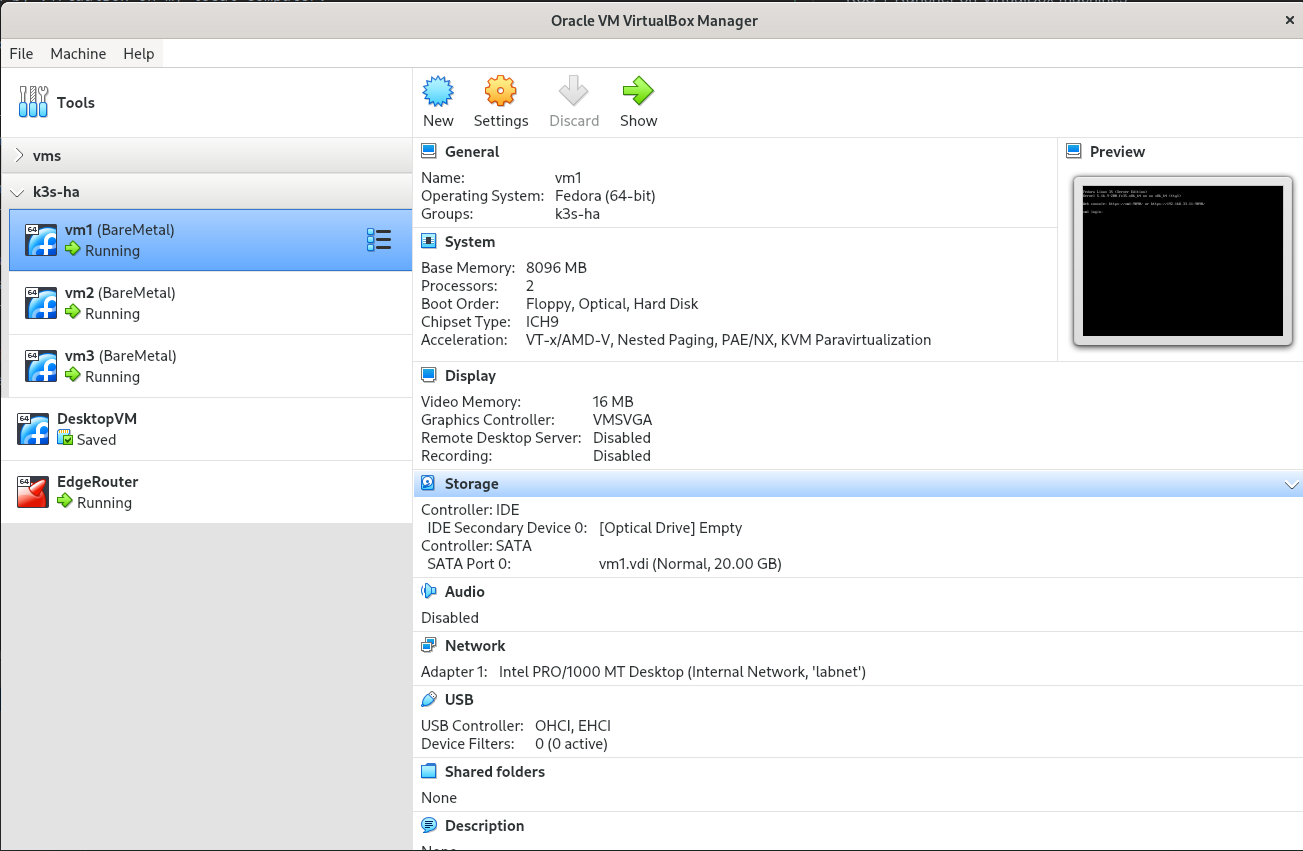 Oracle VM VirtualBox Manager
File Machine Help
Tools
New Settings Discard Show
vms
k3s-ha
64
vm1 (BareMetal)
Running
64
vm2 (BareMetal)
Running
64
vm3 (BareMetal)
Running
64
DesktopVM
Saved
64
EdgeRouter
Running
General
Name: vm1
Operating System: Fedora (64-bit)
Groups: k3s-ha
Preview
System
Base Memory: 8096 MB
Processors: 2
Boot Order: Floppy, Optical, Hard Disk
Chipset Type: ICH9
Acceleration: VT-x/AMD-V, Nested Paging, PAE/NX, KVM Paravirtualization
Display
Video Memory: 16 MB
Graphics Controller: VMSVGA
Remote Desktop Server: Disabled
Recording: Disabled
Storage
Controller: IDE
IDE Secondary Device 0: [Optical Drive] Empty
Controller: SATA
SATA Port 0: vm1.vdi (Normal, 20.00 GB)
Audio
Disabled
Network
Adapter 1: Intel PRO/1000 MT Desktop (Internal Network, 'labnet')
USB
USB Controller: OHCI, EHCI
Device Filters: 0 (0 active)
Shared folders
None
Description